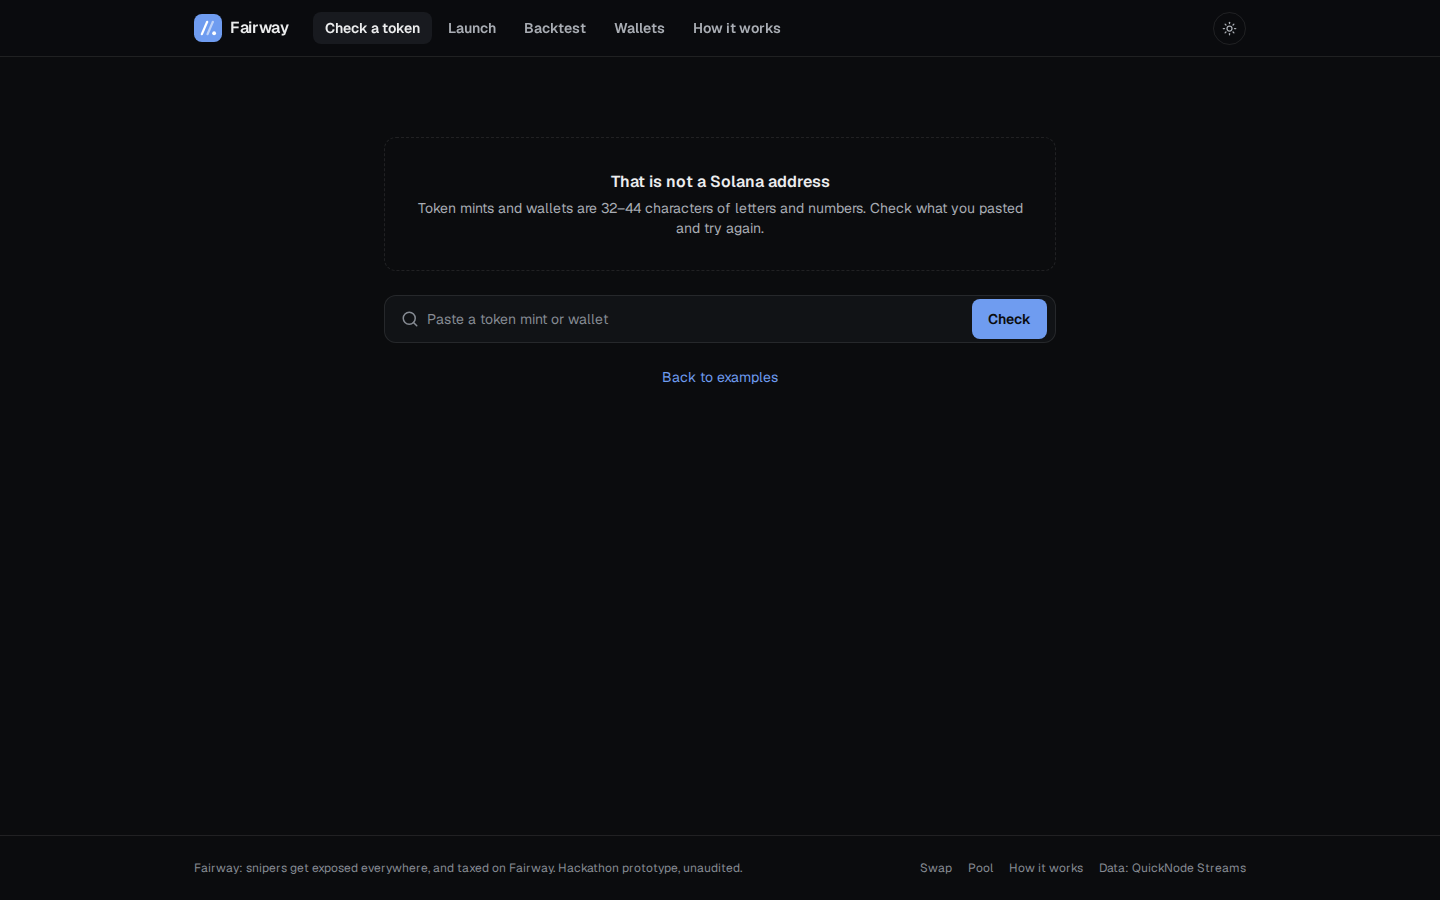 Fairway
Check a token
Launch
Backtest
Wallets
How it works
That is not a Solana address
Token mints and wallets are 32–44 characters of letters and numbers. Check what you pasted
and try again.
Paste a token mint or wallet
Check
Back to examples
Fairway: snipers get exposed everywhere, and taxed on Fairway. Hackathon prototype, unaudited.
Swap
Pool
How it works
Data: QuickNode Streams